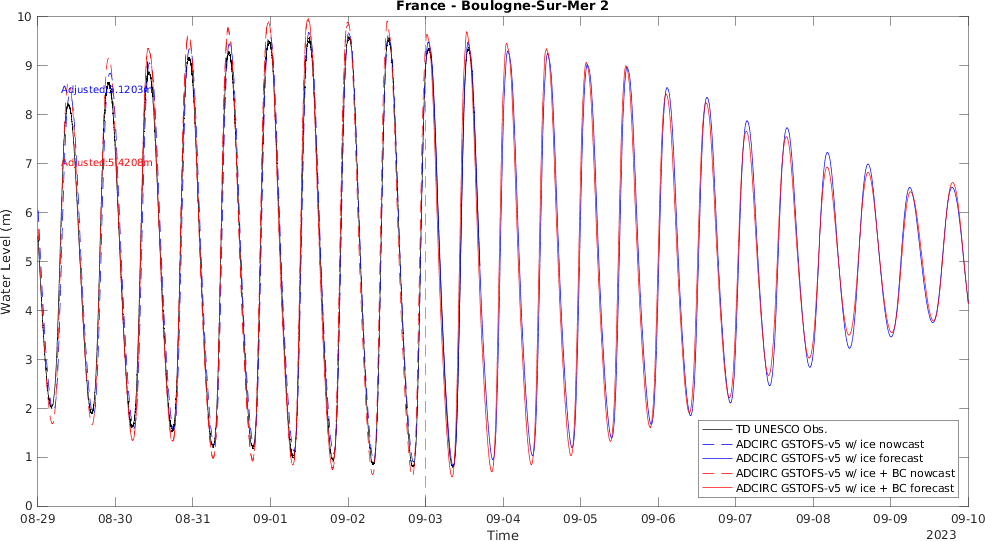 France - Boulogne-Sur-Mer 2
10
9
8
7
6
5
4
3
2
1
0
Water Level (m)
Adjusted:5.4208m
08-29
08-30
08-31
09-01
09-02
09-03
09-04
09-05
09-06
09-07
09-08
09-09
09-10
Time
2023
TD UNESCO Obs.
ADCIRC GSTOFS-v5 w/ ice nowcast
ADCIRC GSTOFS-v5 w/ ice forecast
ADCIRC GSTOFS-v5 w/ ice + BC nowcast
ADCIRC GSTOFS-v5 w/ ice + BC forecast